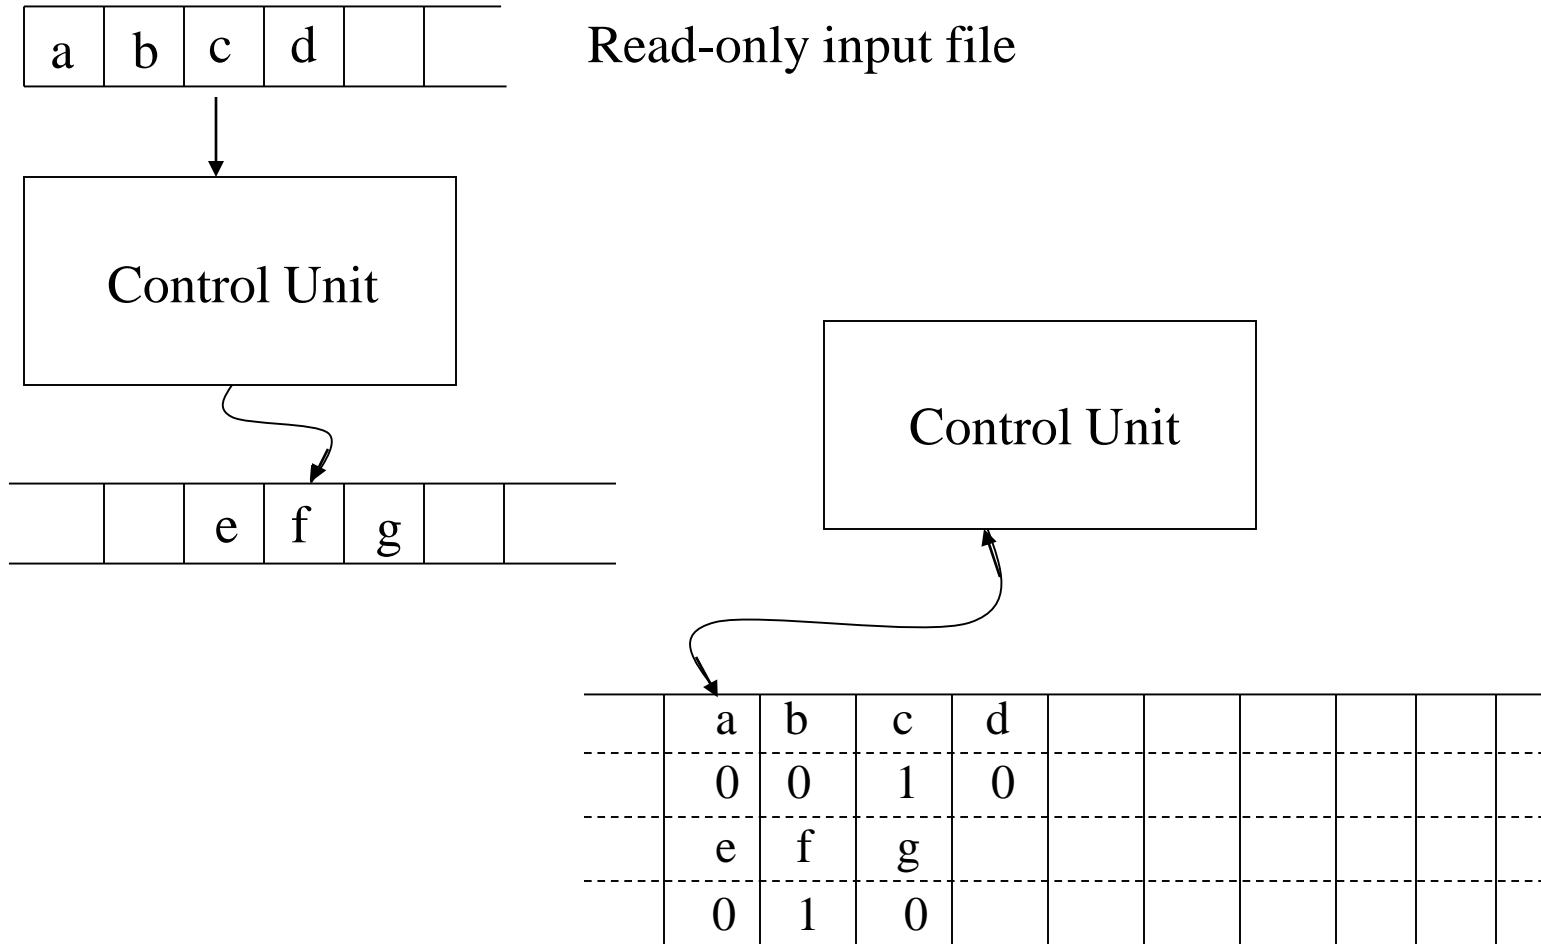 a b c d
Read-only input file
Control Unit
Control Unit
e f g
a b c d
0 0 1 0
e f g
0 1 0